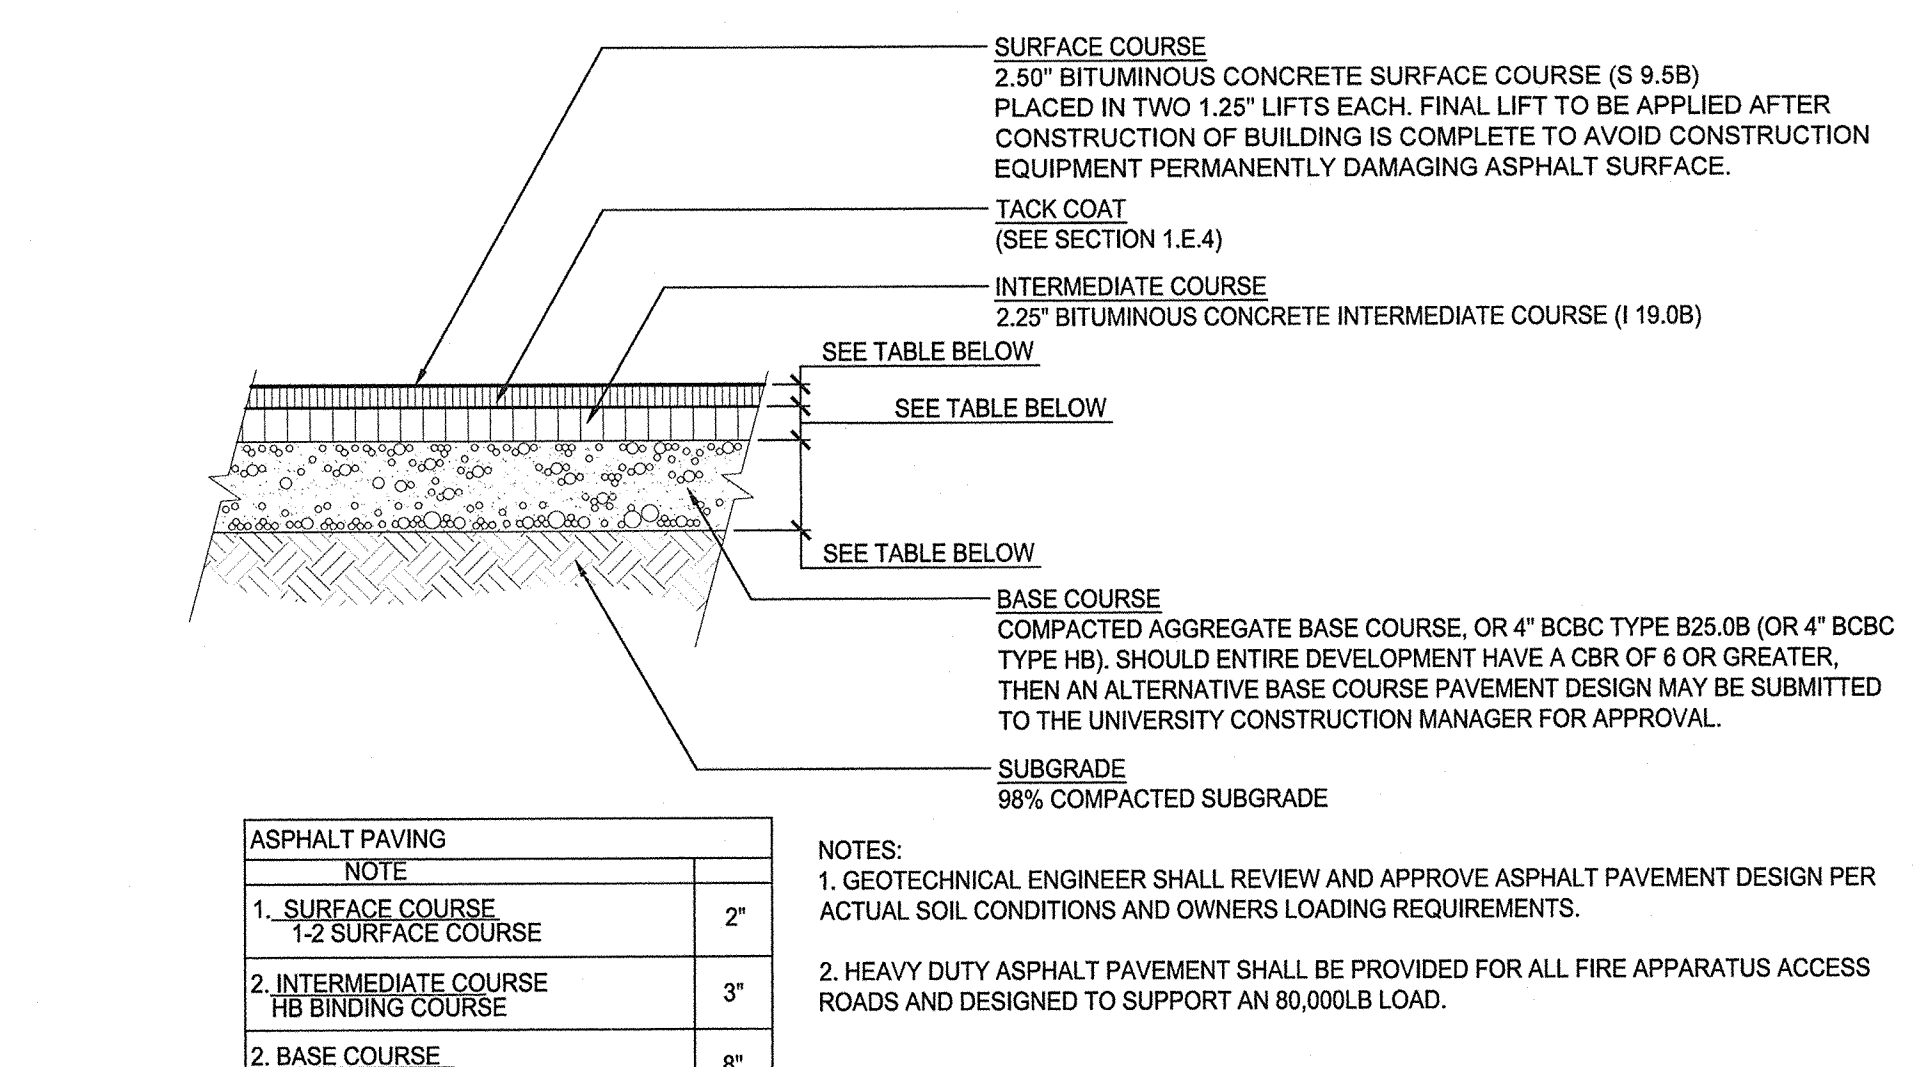 SURFACE COURSE
2.50" BITUMINOUS CONCRETE SURFACE COURSE (S 9.5B)
PLACED IN TWO 1.25" LIFTS EACH. FINAL LIFT TO BE APPLIED AFTER
CONSTRUCTION OF BUILDING IS COMPLETE TO AVOID CONSTRUCTION
EQUIPMENT PERMANENTLY DAMAGING ASPHALT SURFACE.
TACK COAT
(SEE SECTION 1.E.4)
INTERMEDIATE COURSE
2.25" BITUMINOUS CONCRETE INTERMEDIATE COURSE (I 19.0B)
SEE TABLE BELOW
SEE TABLE BELOW
SEE TABLE BELOW
BASE COURSE
COMPACTED AGGREGATE BASE COURSE, OR 4" BCBC TYPE B25.0B (OR 4" BCBC
TYPE HB). SHOULD ENTIRE DEVELOPMENT HAVE A CBR OF 6 OR GREATER,
THEN AN ALTERNATIVE BASE COURSE PAVEMENT DESIGN MAY BE SUBMITTED
TO THE UNIVERSITY CONSTRUCTION MANAGER FOR APPROVAL.
SUBGRADE
98% COMPACTED SUBGRADE
ASPHALT PAVING
NOTE
1. SURFACE COURSE
1-2 SURFACE COURSE
2"
2. INTERMEDIATE COURSE
HB BINDING COURSE
3"
2. BASE COURSE
8"
NOTES:
1. GEOTECHNICAL ENGINEER SHALL REVIEW AND APPROVE ASPHALT PAVEMENT DESIGN PER
ACTUAL SOIL CONDITIONS AND OWNERS LOADING REQUIREMENTS.
2. HEAVY DUTY ASPHALT PAVEMENT SHALL BE PROVIDED FOR ALL FIRE APPARATUS ACCESS
ROADS AND DESIGNED TO SUPPORT AN 80,000LB LOAD.